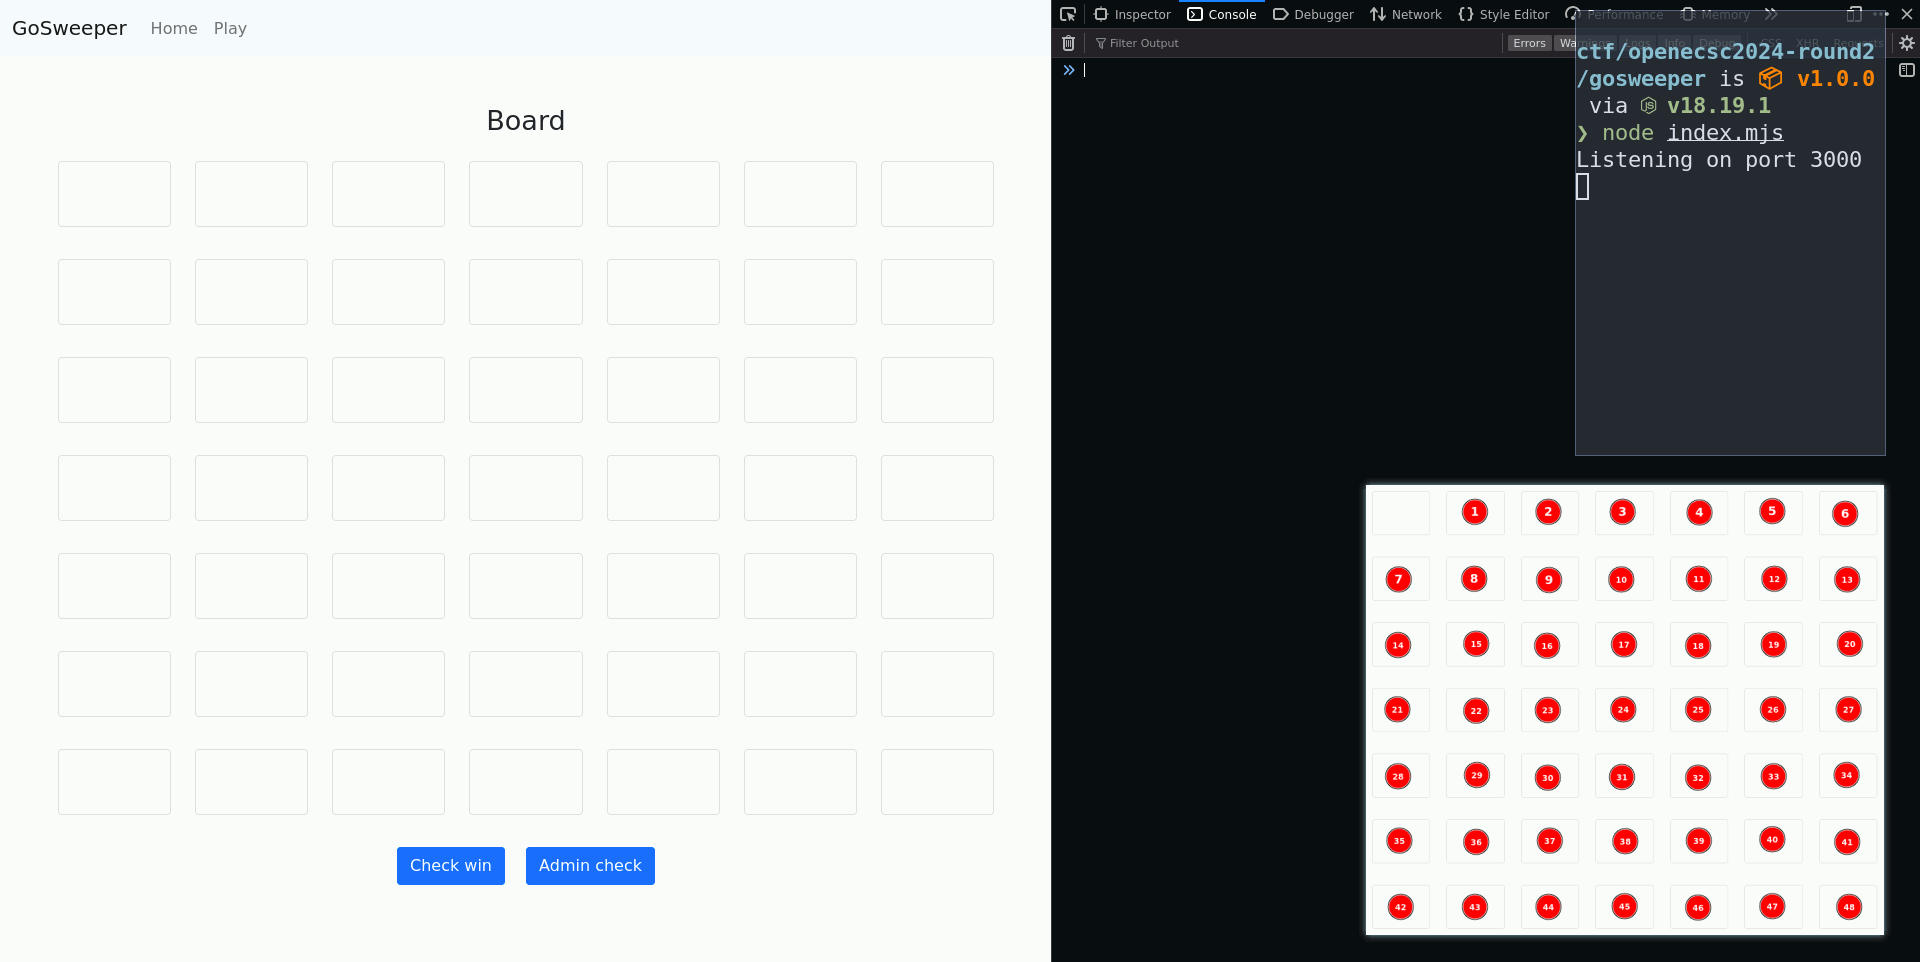 GoSweeper Home Play
Board
Check win Admin check
Inspector Console Debugger Network Style Editor Performance Memory
Filter Output Errors
ctf/openecsc2024-round2
/gosweeper is v1.0.0
via v18.19.1
❯ node index.mjs
Listening on port 3000
1 2 3 4 5 6
7 8 9 10 11 12 13
14 15 16 17 18 19 20
21 22 23 24 25 26 27
28 29 30 31 32 33 34
35 36 37 38 39 40 41
42 43 44 45 46 47 48